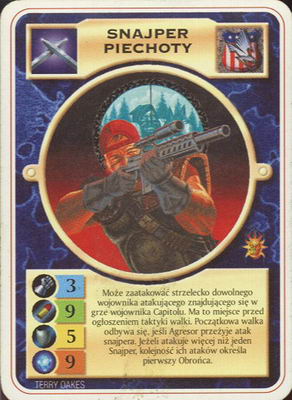 SNAJPER
PIECHOTY
3
9
5
9
Może zaatakować strzelecko dowolnego
wojownika atakującego znajdującego się w
grze wojownika Capitolu. Ma to miejsce przed
ogłoszeniem taktyki walki. Początkowa walka
odbywa się, jeśli Agresor przeżyje atak
snajpera. Jeżeli atakuje więcej niż jeden
Snajper, kolejność ich ataków określa
pierwszy Obrońca.
TERRY OAKES